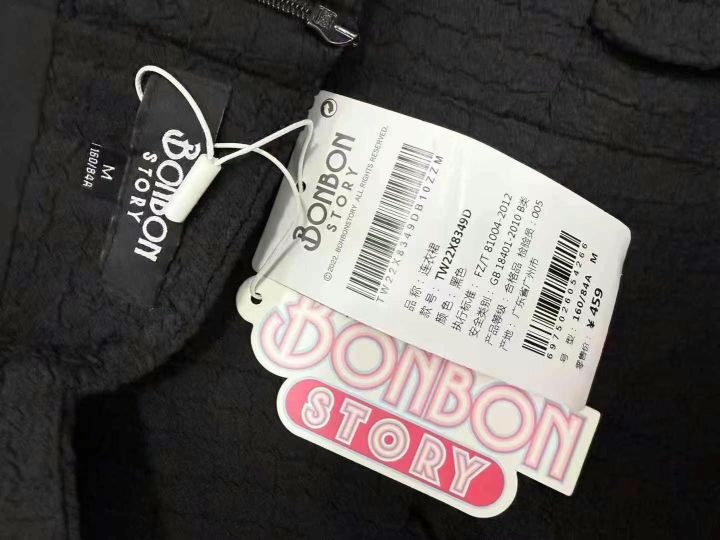 BONBON
STORY
M
160/84A
BONBON
STORY
©2022. BONBONSTORY ALL RIGHTS RESERVED.
TW22X8349DB10ZZM
品 称：连衣裙
款号：TW22X8349D
颜 色：黑色
执行标准：FZ/T 81004-2012
安全类别：GB 18401-2010 B类
产品等级：合格品 检验员：005
产地：广东省广州市
6975026054266
号 型：160/84A M
零售价：¥ 459
BONBON
STORY